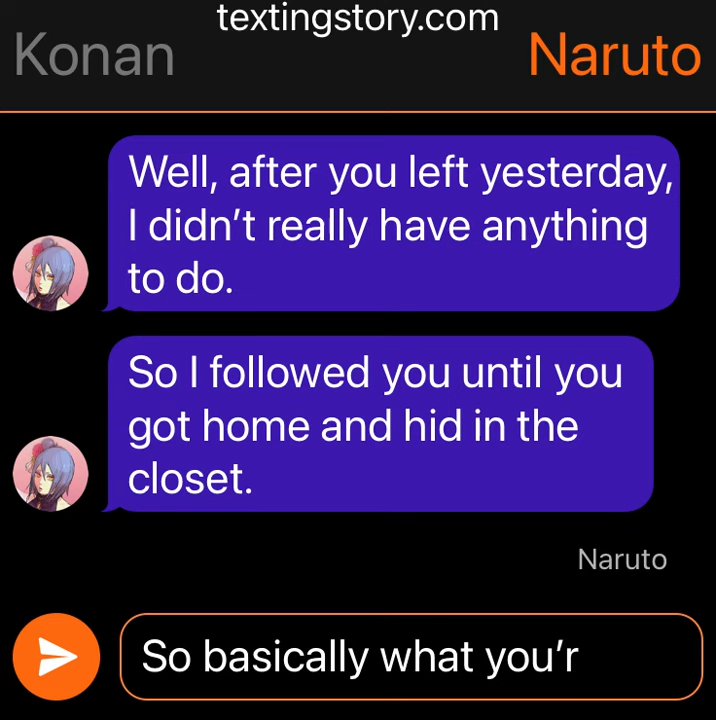 textingstory.com
Konan
Naruto
Well, after you left yesterday,
I didn’t really have anything
to do.
So I followed you until you
got home and hid in the
closet.
Naruto
So basically what you’r